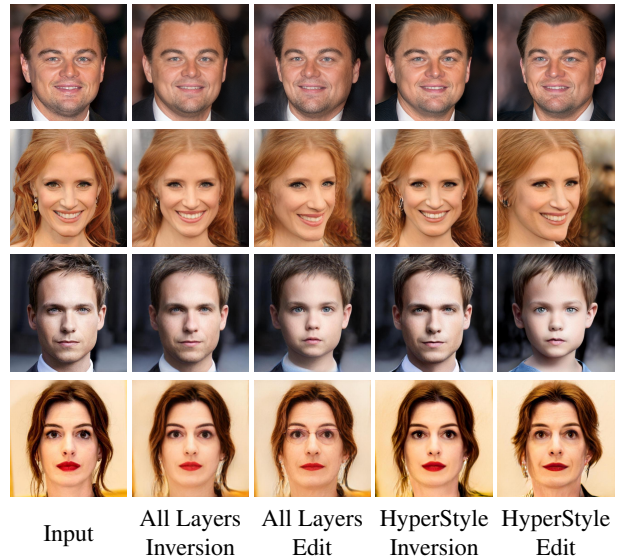 Input
All Layers Inversion
All Layers Edit
HyperStyle Inversion
HyperStyle Edit